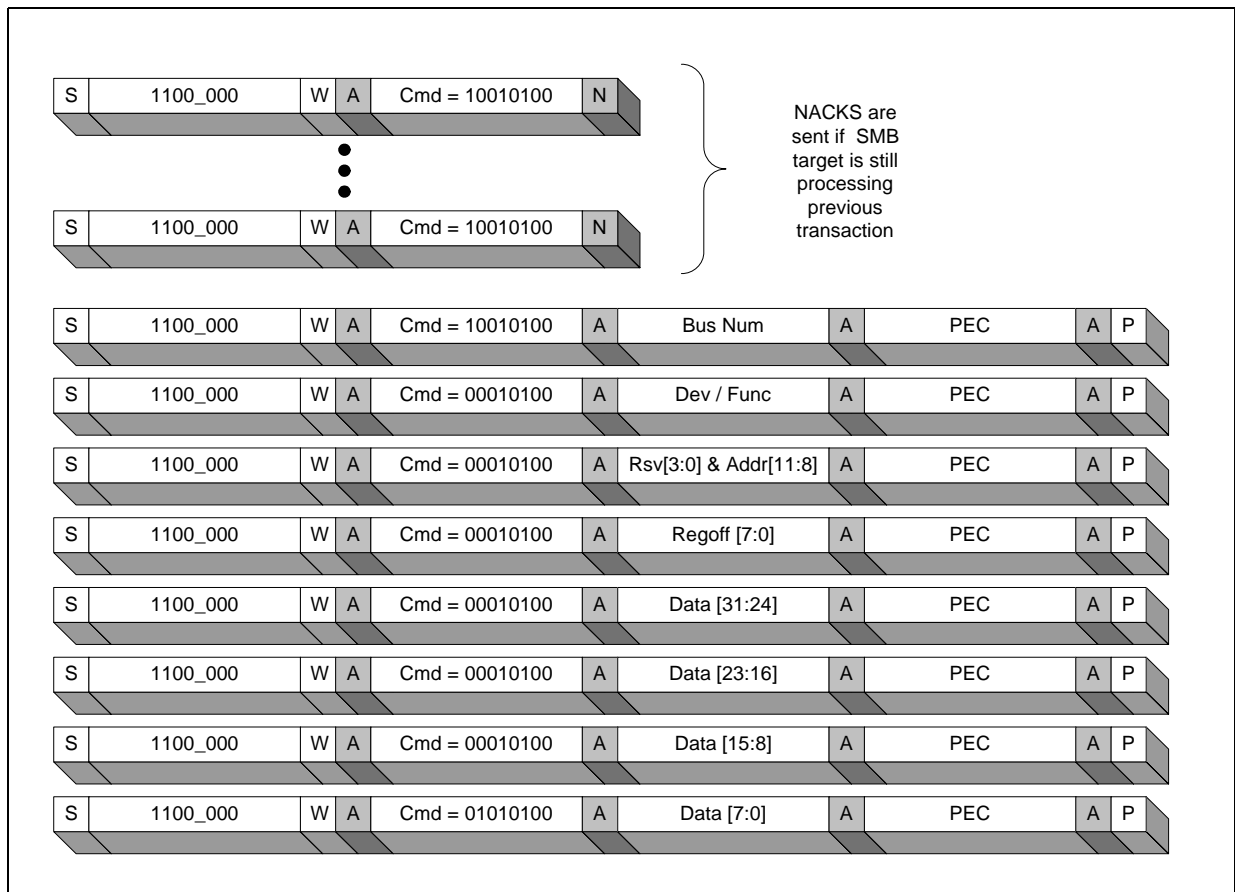 S 1100_000 W A Cmd = 10010100 N
S 1100_000 W A Cmd = 10010100 N
NACKS are
sent if SMB
target is still
processing
previous
transaction
S 1100_000 W A Cmd = 10010100 A Bus Num A PEC A P
S 1100_000 W A Cmd = 00010100 A Dev / Func A PEC A P
S 1100_000 W A Cmd = 00010100 A Rsv[3:0] & Addr[11:8] A PEC A P
S 1100_000 W A Cmd = 00010100 A Regoff [7:0] A PEC A P
S 1100_000 W A Cmd = 00010100 A Data [31:24] A PEC A P
S 1100_000 W A Cmd = 00010100 A Data [23:16] A PEC A P
S 1100_000 W A Cmd = 00010100 A Data [15:8] A PEC A P
S 1100_000 W A Cmd = 01010100 A Data [7:0] A PEC A P